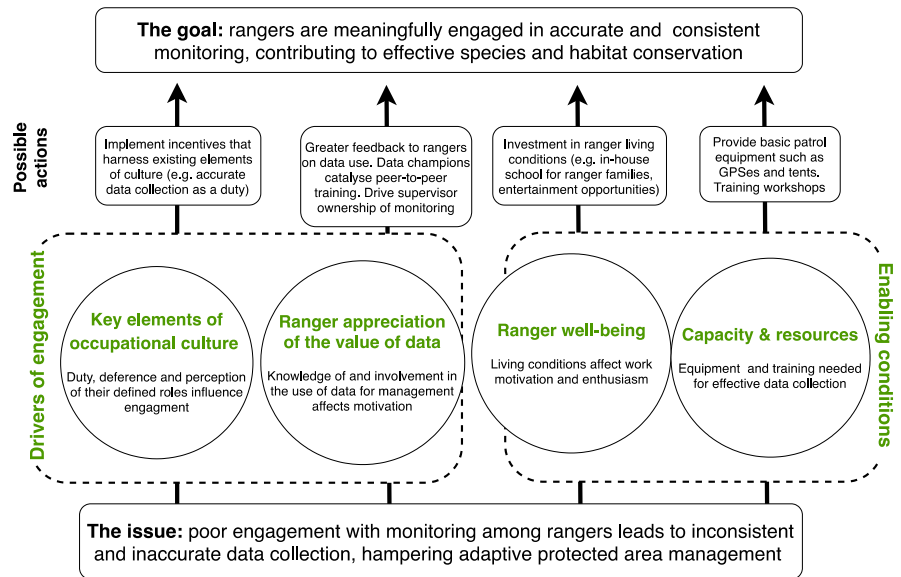 The goal: rangers are meaningfully engaged in accurate and consistent
monitoring, contributing to effective species and habitat conservation
Possible
actions
Implement incentives that
harness existing elements
of culture (e.g. accurate
data collection as a duty)
Greater feedback to rangers
on data use. Data champions
catalyse peer-to-peer
training. Drive supervisor
ownership of monitoring
Investment in ranger living
conditions (e.g. in-house
school for ranger families,
entertainment opportunities)
Provide basic patrol
equipment such as
GPSes and tents.
Training workshops
Drivers of engagement
Key elements of
occupational culture
Duty, deference and perception
of their defined roles influence
engagment
Ranger appreciation
of the value of data
Knowledge of and involvement in
the use of data for management
affects motivation
Ranger well-being
Living conditions affect work
motivation and enthusiasm
Capacity & resources
Equipment and training needed
for effective data collection
Enabling conditions
The issue: poor engagement with monitoring among rangers leads to inconsistent
and inaccurate data collection, hampering adaptive protected area management